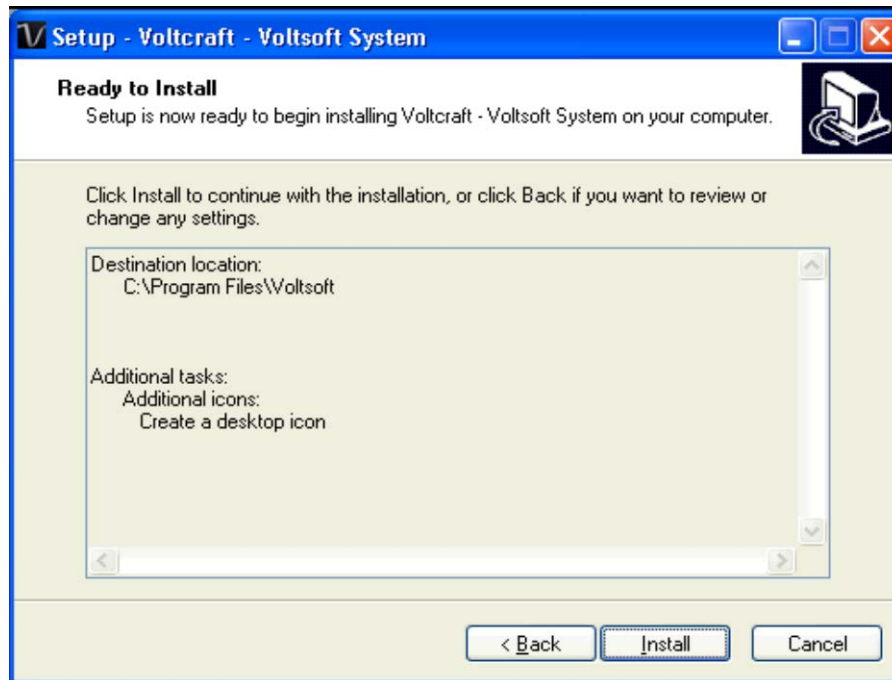 Setup - Voltcraft - Voltsoft System
Ready to Install
Setup is now ready to begin installing Voltcraft - Voltsoft System on your computer.
Click Install to continue with the installation, or click Back if you want to review or
change any settings.
Destination location:
C:\Program Files\Voltsoft
Additional tasks:
Additional icons:
Create a desktop icon
< Back
Install
Cancel